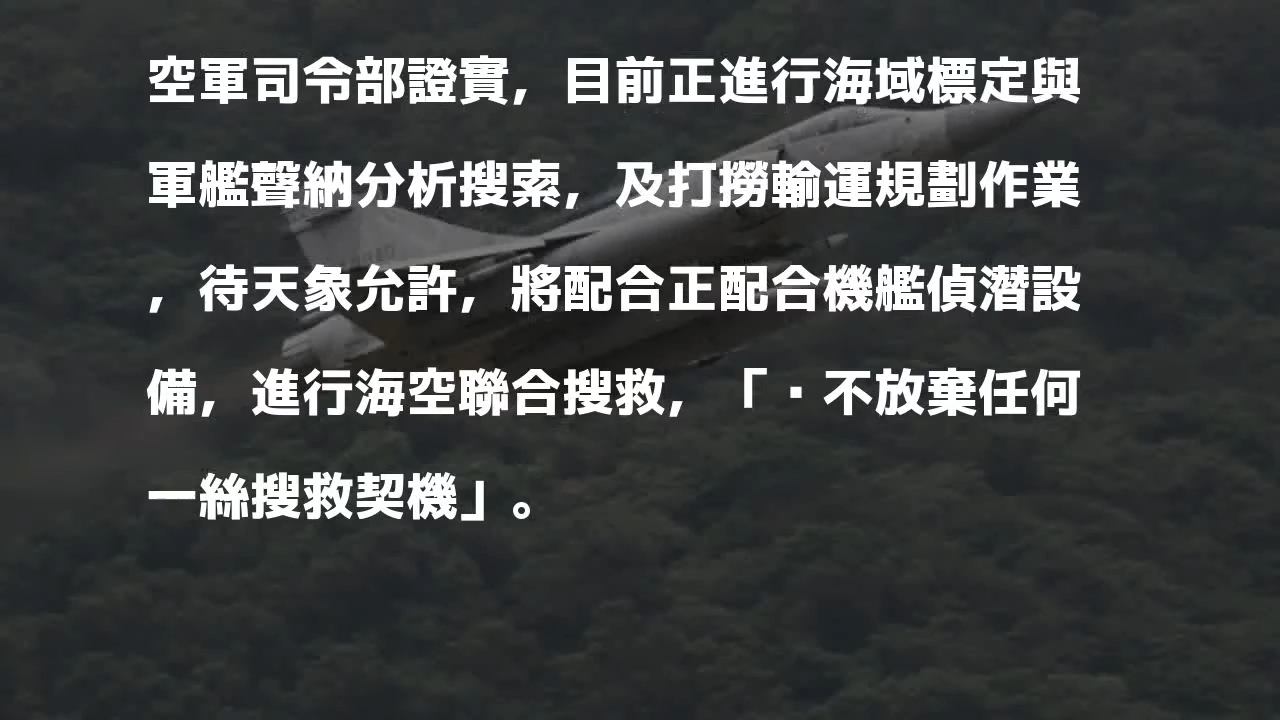 空軍司令部證實，目前正進行海域標定與
軍艦聲納分析搜索，及打撈輸運規劃作業
，待天象允許，將配合正配合機艦偵潛設
備，進行海空聯合搜救，「▪不放棄任何
一絲搜救契機」。